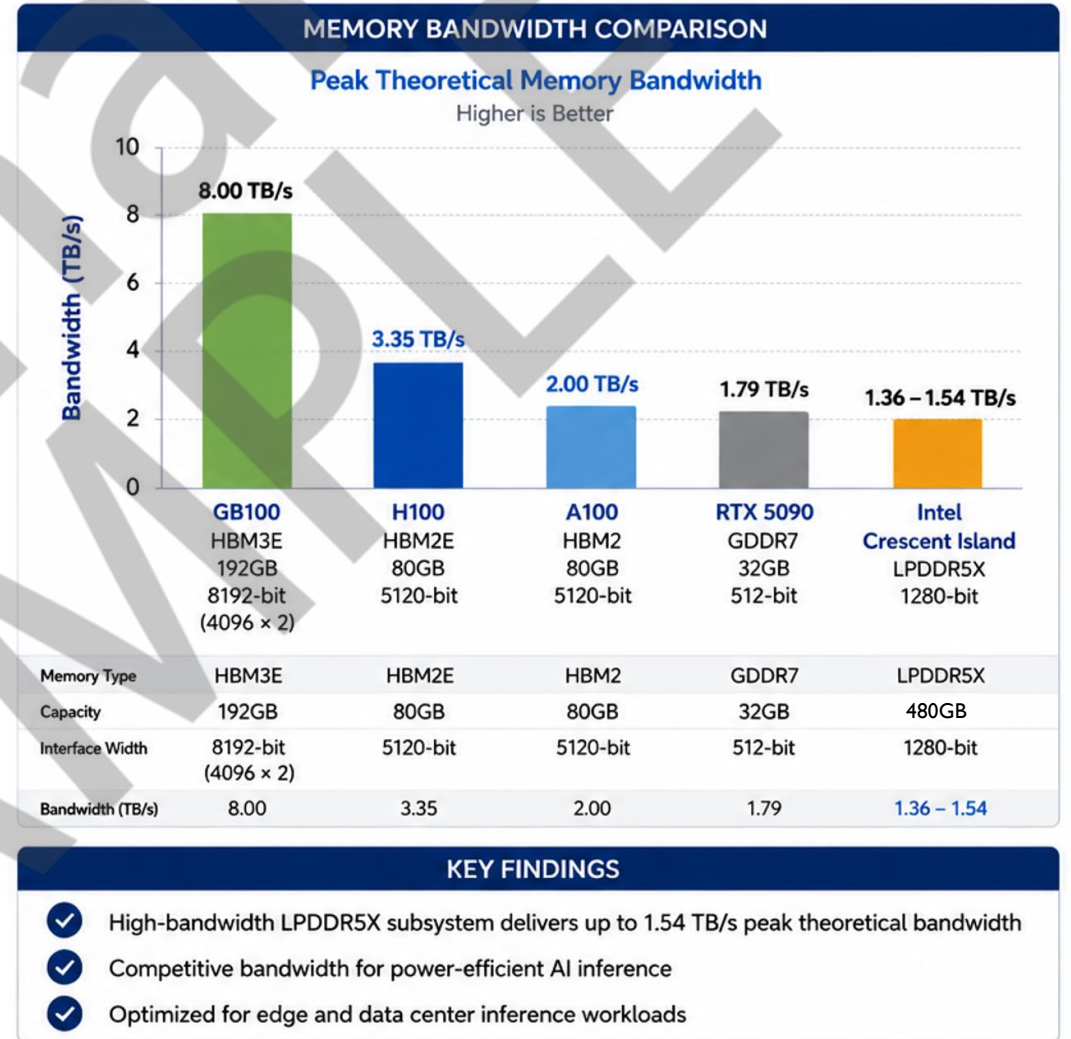 MEMORY BANDWIDTH COMPARISON
Peak Theoretical Memory Bandwidth
Higher is Better
Bandwidth (TB/s)
10
8
6
4
2
0
8.00 TB/s
3.35 TB/s
2.00 TB/s
1.79 TB/s
1.36 – 1.54 TB/s
GB100 H100 A100 RTX 5090 Intel
HBM3E HBM2E HBM2 GDDR7 Crescent Island
192GB 80GB 80GB 32GB LPDDR5X
8192-bit 5120-bit 5120-bit 512-bit 1280-bit
(4096 × 2)
Memory Type HBM3E HBM2E HBM2 GDDR7 LPDDR5X
Capacity 192GB 80GB 80GB 32GB 480GB
Interface Width 8192-bit 5120-bit 5120-bit 512-bit 1280-bit
(4096 × 2)
Bandwidth (TB/s) 8.00 3.35 2.00 1.79 1.36 – 1.54
KEY FINDINGS
High-bandwidth LPDDR5X subsystem delivers up to 1.54 TB/s peak theoretical bandwidth
Competitive bandwidth for power-efficient AI inference
Optimized for edge and data center inference workloads